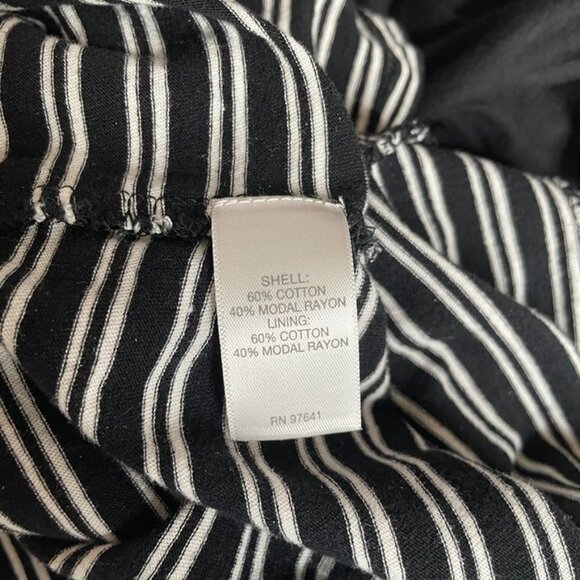 SHELL:
60% COTTON
40% MODAL RAYON
LINING:
60% COTTON
40% MODAL RAYON
RN 97641